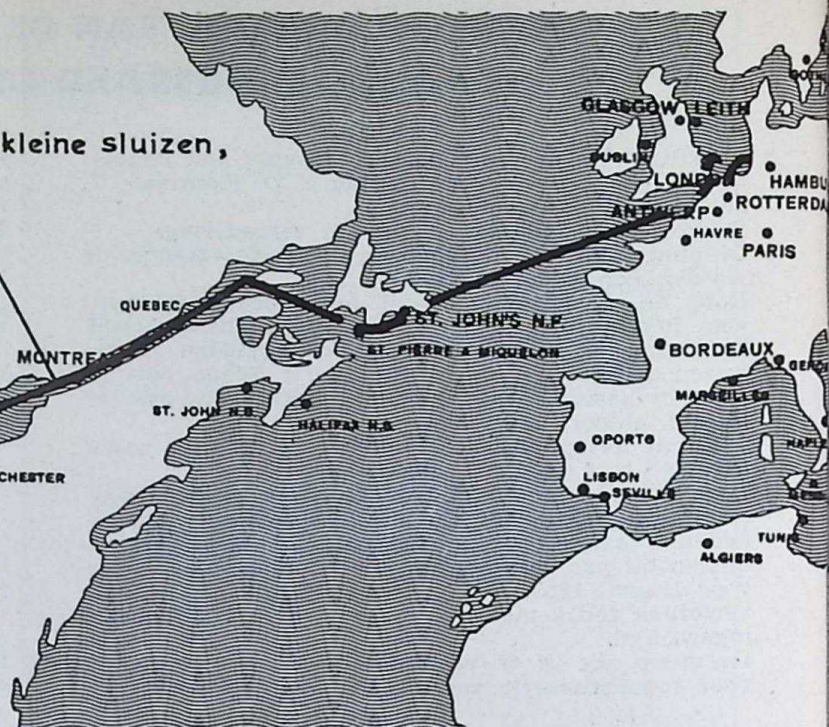 kleine sluizen,
GLASGOW LEITH
DUBLIN
LONDON
HAMBU
ANTWERP
ROTTERDA
HAVRE
PARIS
QUEBEC
ST. JOHN'S N.F.
MONTREA
ST. PIERRE & MIQUELON
BORDEAUX
MARSEILLES
ST. JOHN N.B.
HALIFAX N.S.
OPORTO
CHESTER
LISBON
SEVILLE
TUNIS
ALGIERS